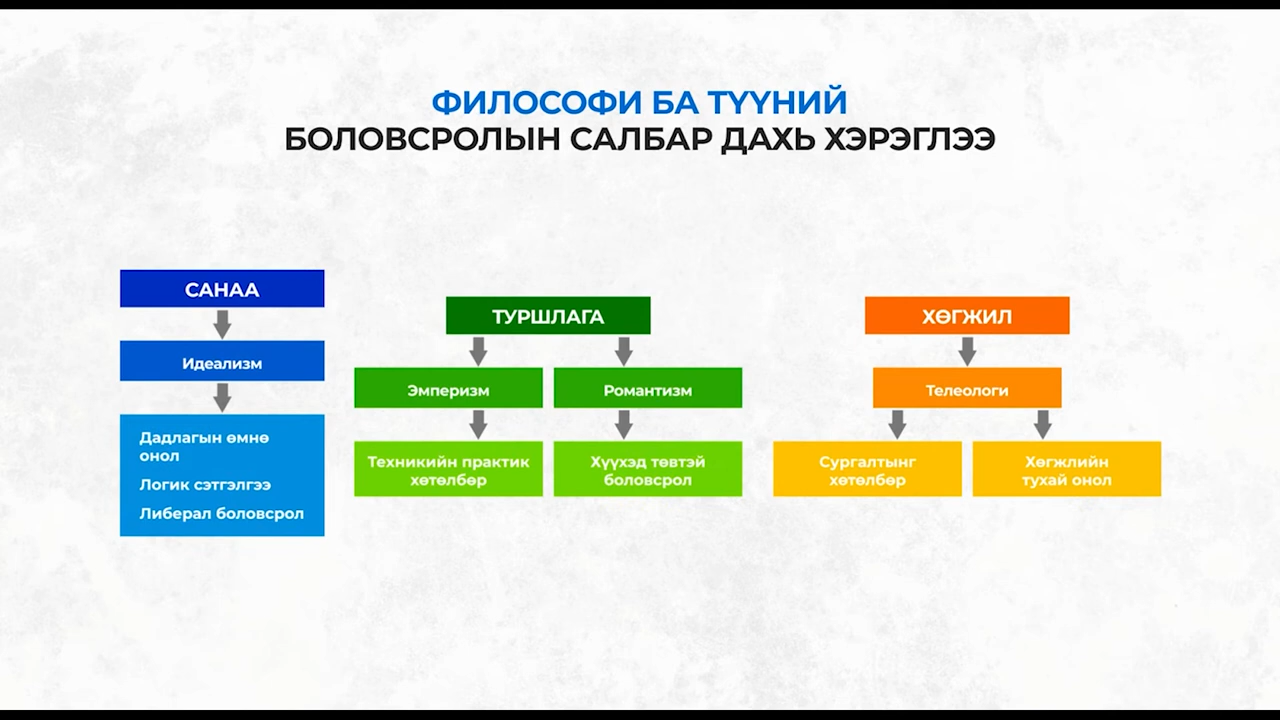 ФИЛОСОФИ БА ТҮҮНИЙ
БОЛОВСРОЛЫН САЛБАР ДАХЬ ХЭРЭГЛЭЭ
САНАА
Идеализм
Дадлагын өмнө
онол
Логик сэтгэлгээ
Либерал боловсрол
ТУРШЛАГА
Эмперизм
Романтизм
Техникийн практик
хөтөлбөр
Хүүхэд төвтэй
боловсрол
ХӨГЖИЛ
Телеологи
Сургалтынг
хөтөлбөр
Хөгжлийн
тухай онол